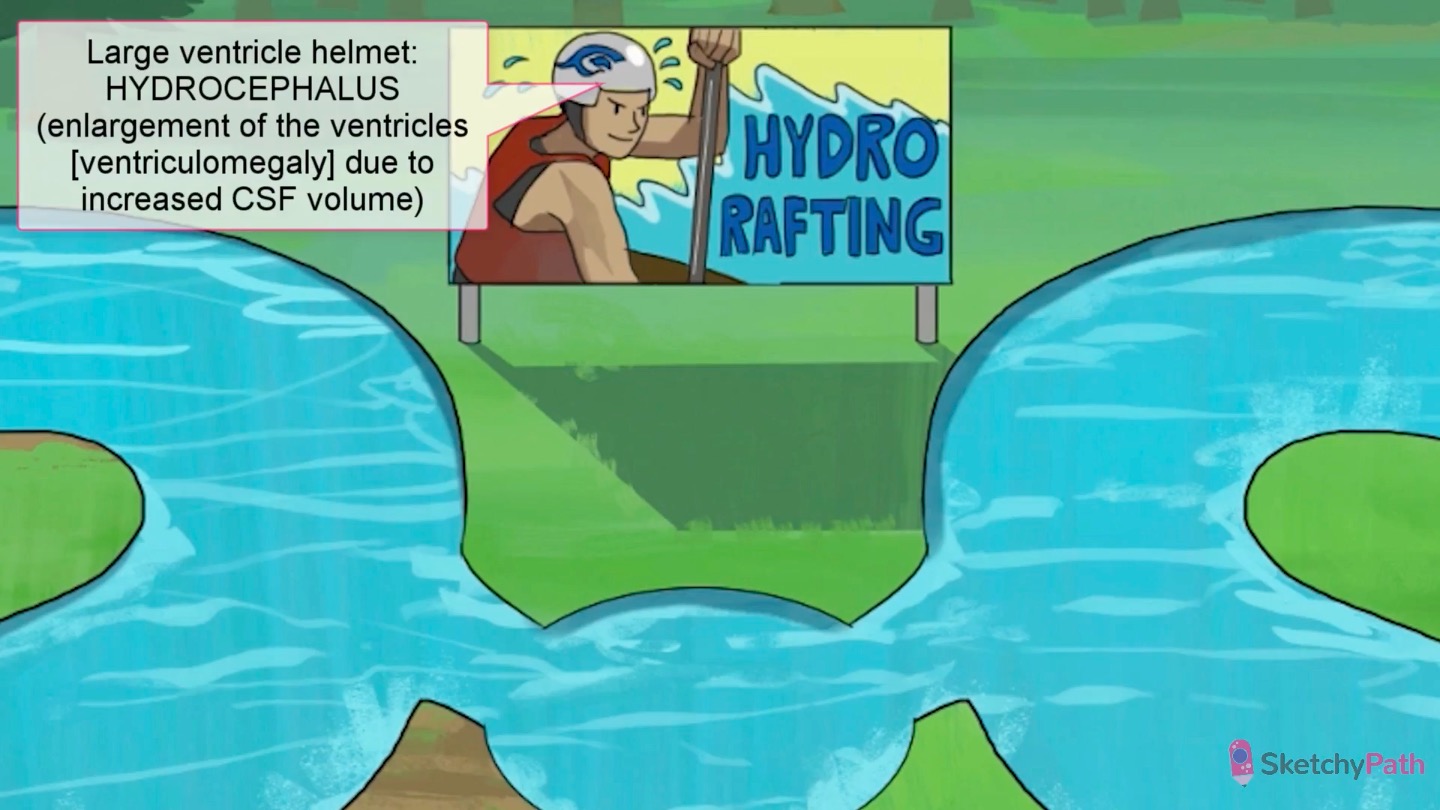 Large ventricle helmet:
HYDROCEPHALUS
(enlargement of the ventricles
[ventriculomegaly] due to
increased CSF volume)
HYDRO
RAFTING
SketchyPath